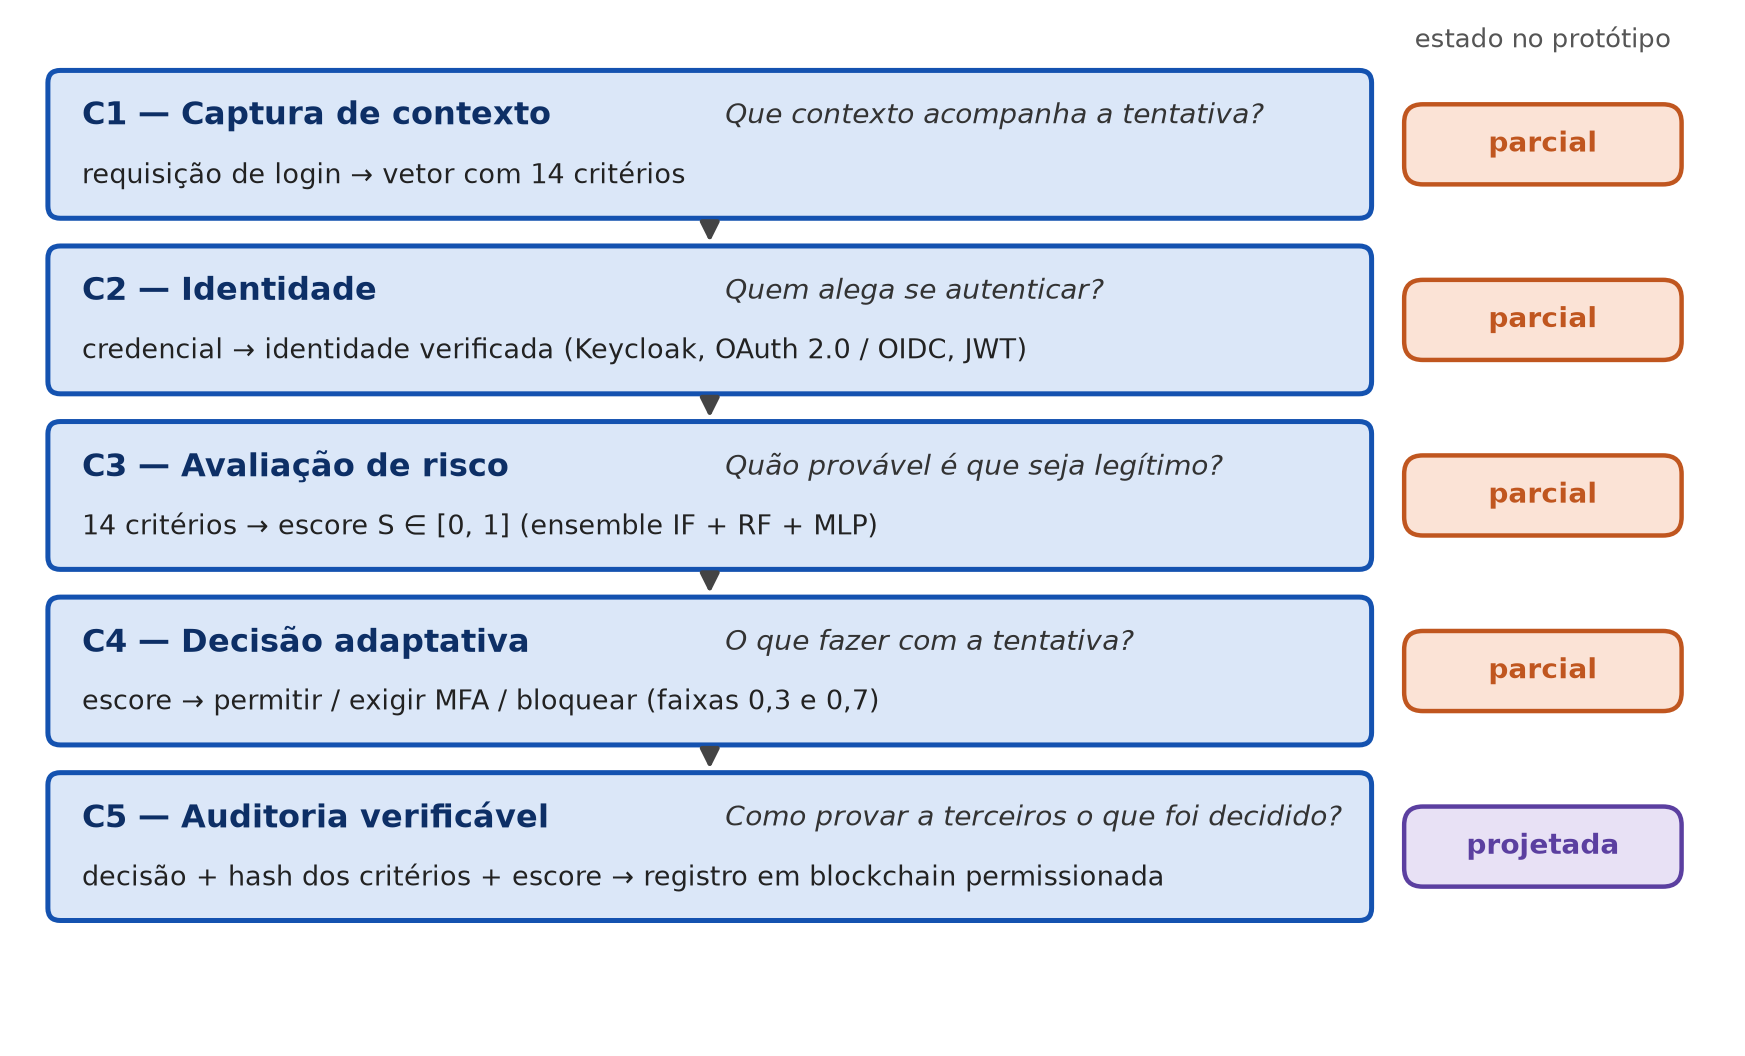 estado no protótipo
C1 — Captura de contexto
Que contexto acompanha a tentativa?
parcial
requisição de login → vetor com 14 critérios
C2 — Identidade
Quem alega se autenticar?
parcial
credencial → identidade verificada (Keycloak, OAuth 2.0 / OIDC, JWT)
C3 — Avaliação de risco
Quão provável é que seja legítimo?
parcial
14 critérios → escore S ∈ [0, 1] (ensemble IF + RF + MLP)
C4 — Decisão adaptativa
O que fazer com a tentativa?
parcial
escore → permitir / exigir MFA / bloquear (faixas 0,3 e 0,7)
C5 — Auditoria verificável
Como provar a terceiros o que foi decidido?
projetada
decisão + hash dos critérios + escore → registro em blockchain permissionada